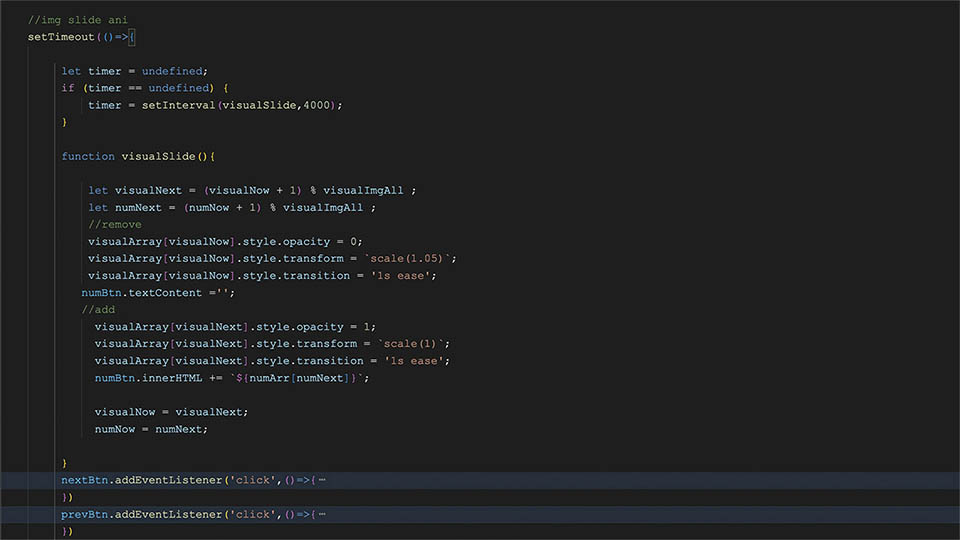 //img slide ani
setTimeout(()=>{
let timer = undefined;
if (timer == undefined) {
timer = setInterval(visualSlide,4000);
}
function visualSlide(){
let visualNext = (visualNow + 1) % visualImgAll ;
let numNext = (numNow + 1) % visualImgAll ;
//remove
visualArray[visualNow].style.opacity = 0;
visualArray[visualNow].style.transform = `scale(1.05)`;
visualArray[visualNow].style.transition = '1s ease';
numBtn.textContent ='';
//add
visualArray[visualNext].style.opacity = 1;
visualArray[visualNext].style.transform = `scale(1)`;
visualArray[visualNext].style.transition = '1s ease';
numBtn.innerHTML += `${numArr[numNext]}`;
visualNow = visualNext;
numNow = numNext;
}
nextBtn.addEventListener('click',()=>{⋯
})
prevBtn.addEventListener('click',()=>{⋯
})